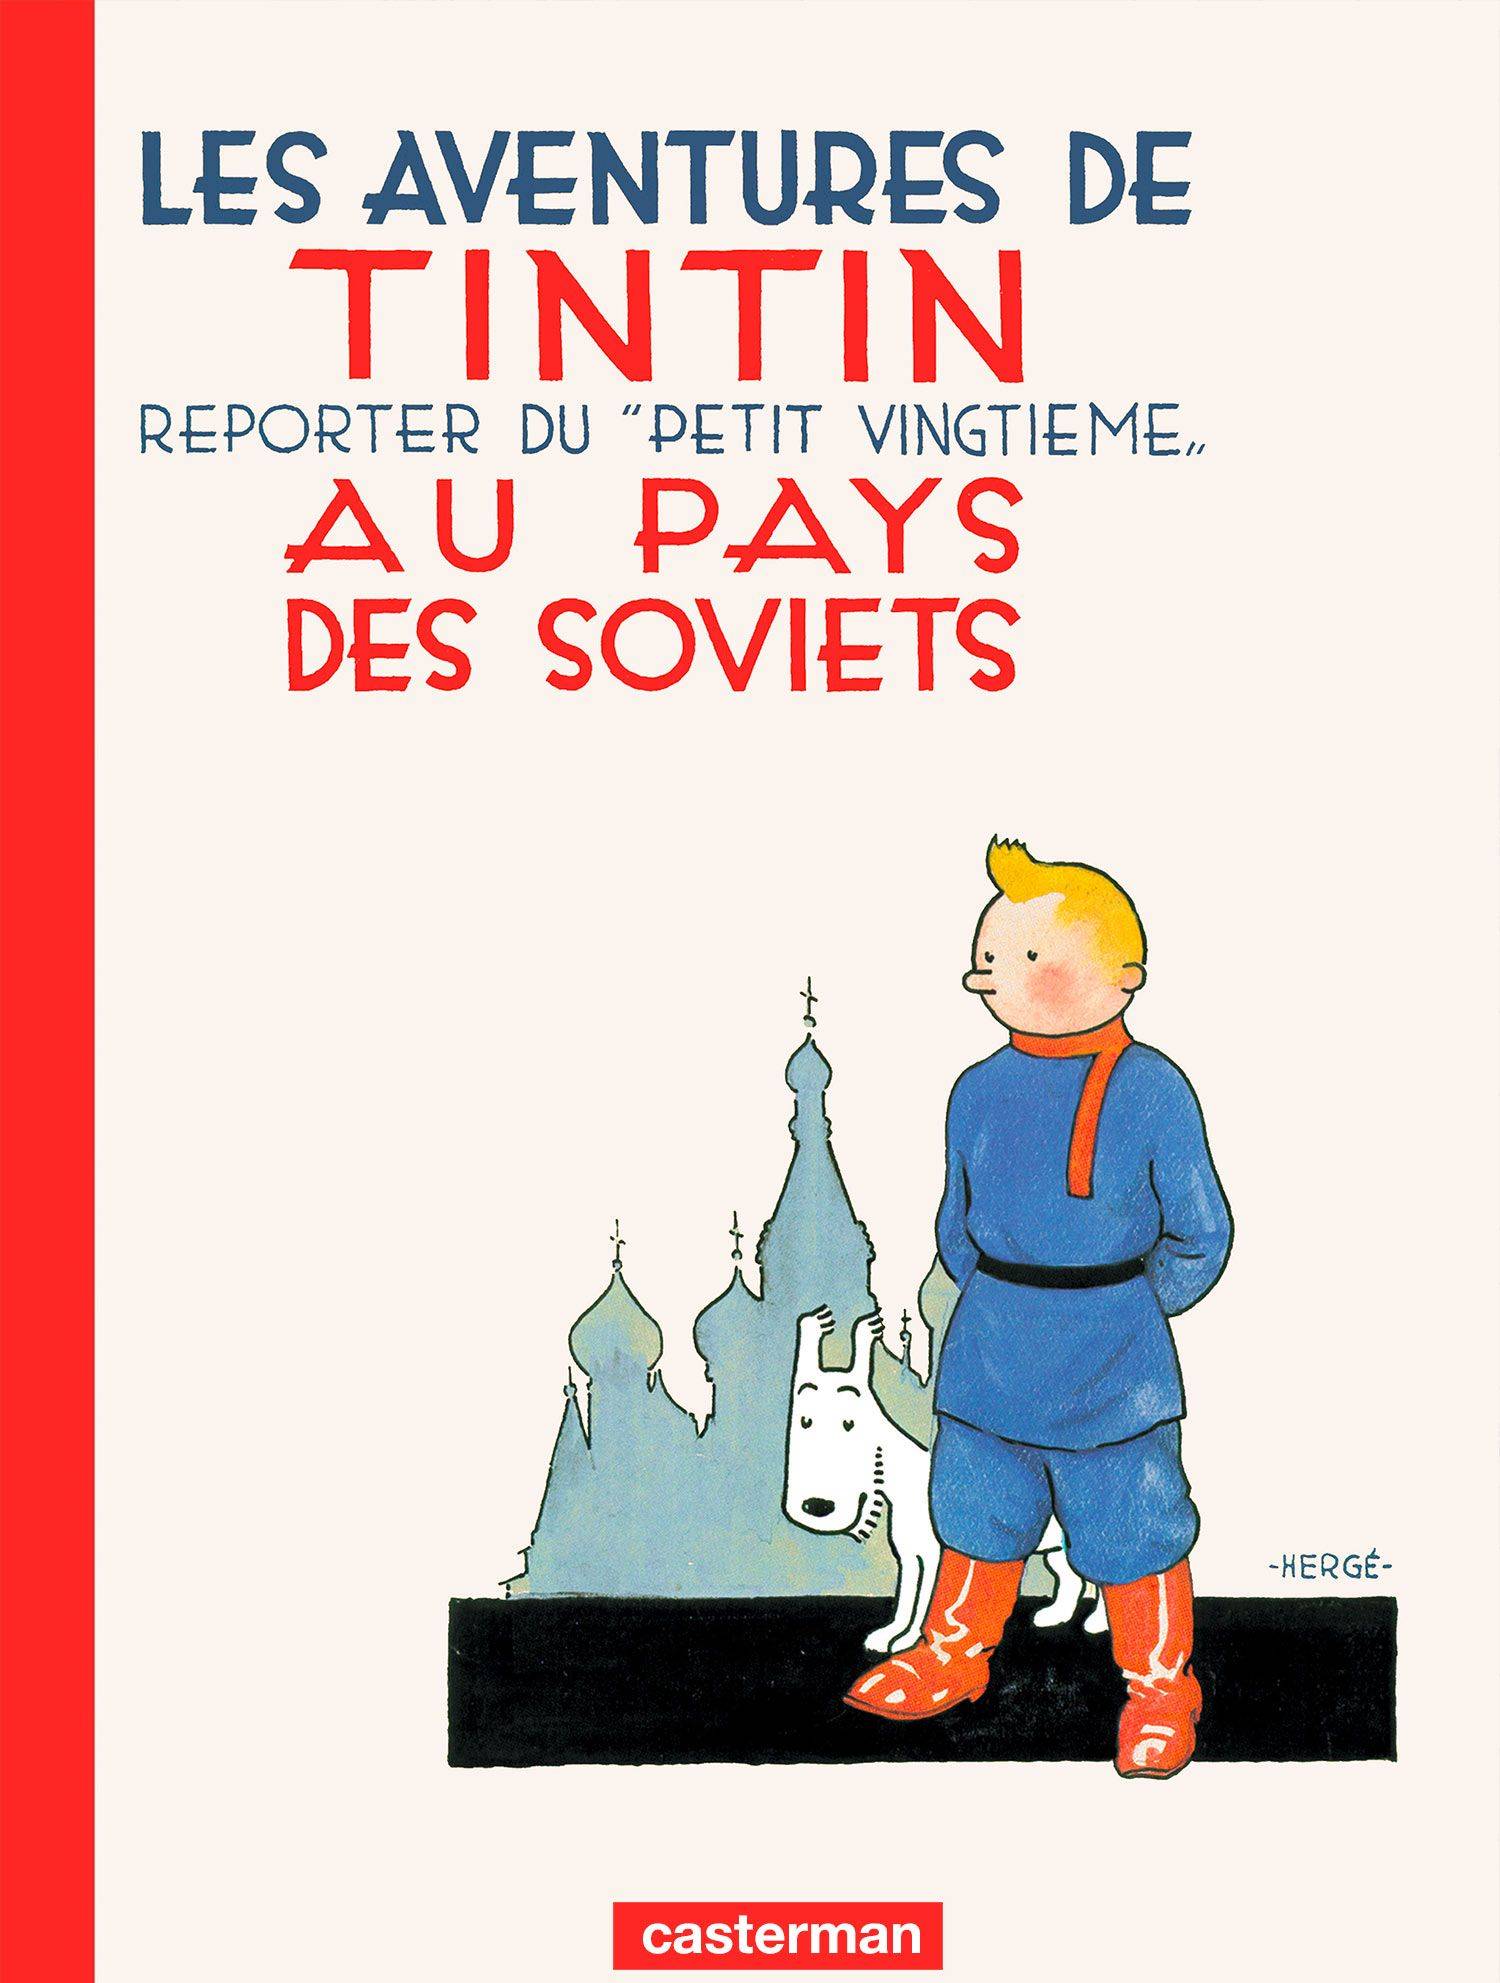 LES AVENTURES DE
TINTIN
REPORTER DU "PETIT VINGTIEME„
AU PAYS
DES SOVIETS
-HERGÉ-
casterman